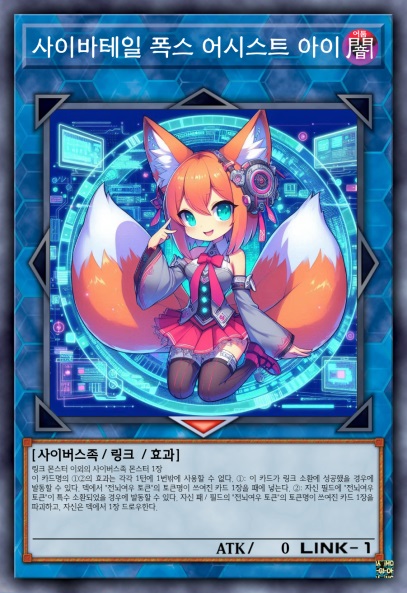 사이바테일 폭스 어시스트 아이
어둠
闇
[사이버스족 / 링크 / 효과]
링크 몬스터 이외의 사이버스족 몬스터 1장
이 카드명의 ①②의 효과는 각각 1턴에 1번밖에 사용할 수 없다. ①: 이 카드가 링크 소환에 성공했을 경우에
발동할 수 있다. 덱에서 "전뇌여우 토큰"의 토큰명이 쓰여진 카드 1장을 패에 넣는다. ②: 자신 필드에 "전뇌여우
토큰"이 특수 소환되었을 경우에 발동할 수 있다. 자신 패 / 필드의 "전뇌여우 토큰"의 토큰명이 쓰여진 카드 1장을
파괴하고, 자신은 덱에서 1장 드로우한다.
ATK/ 0 LINK-1